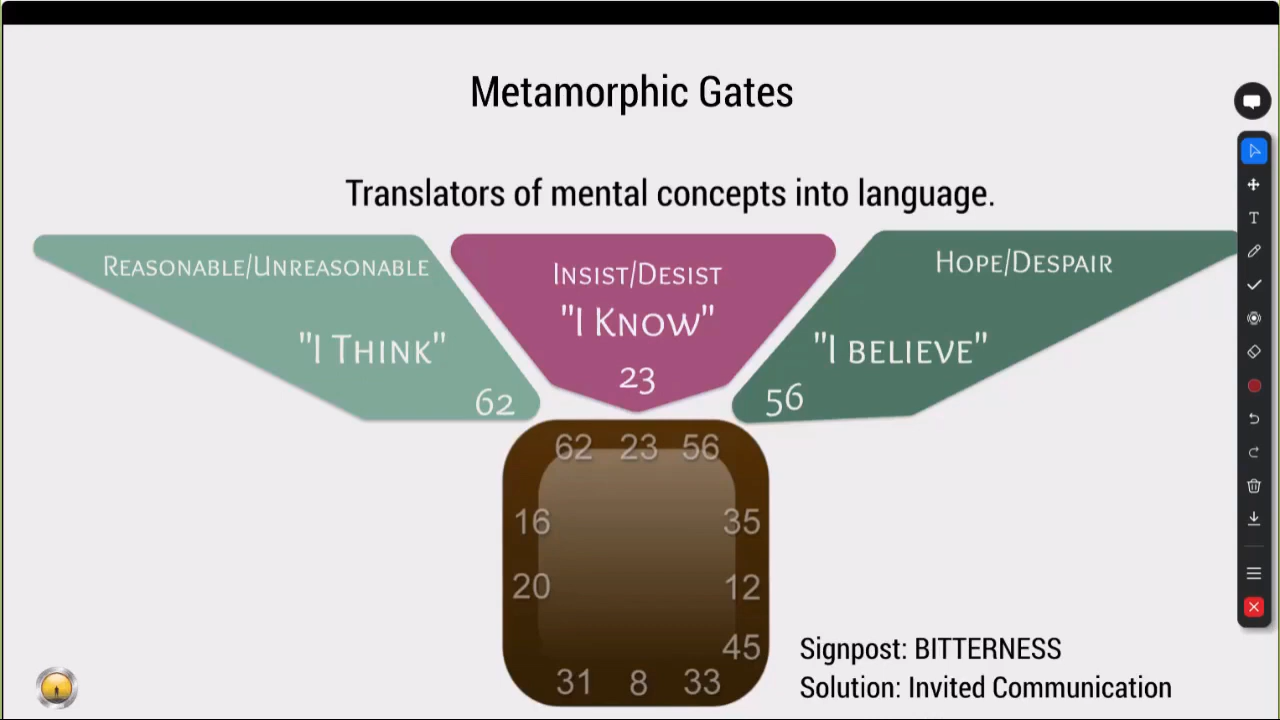 Metamorphic Gates
Translators of mental concepts into language.
Reasonable/Unreasonable
Insist/Desist
Hope/Despair
"I Know"
"I Think"
"I believe"
23
62
56
62 23 56
16 35
20 12
45
31 8 33
Signpost: BITTERNESS
Solution: Invited Communication
T